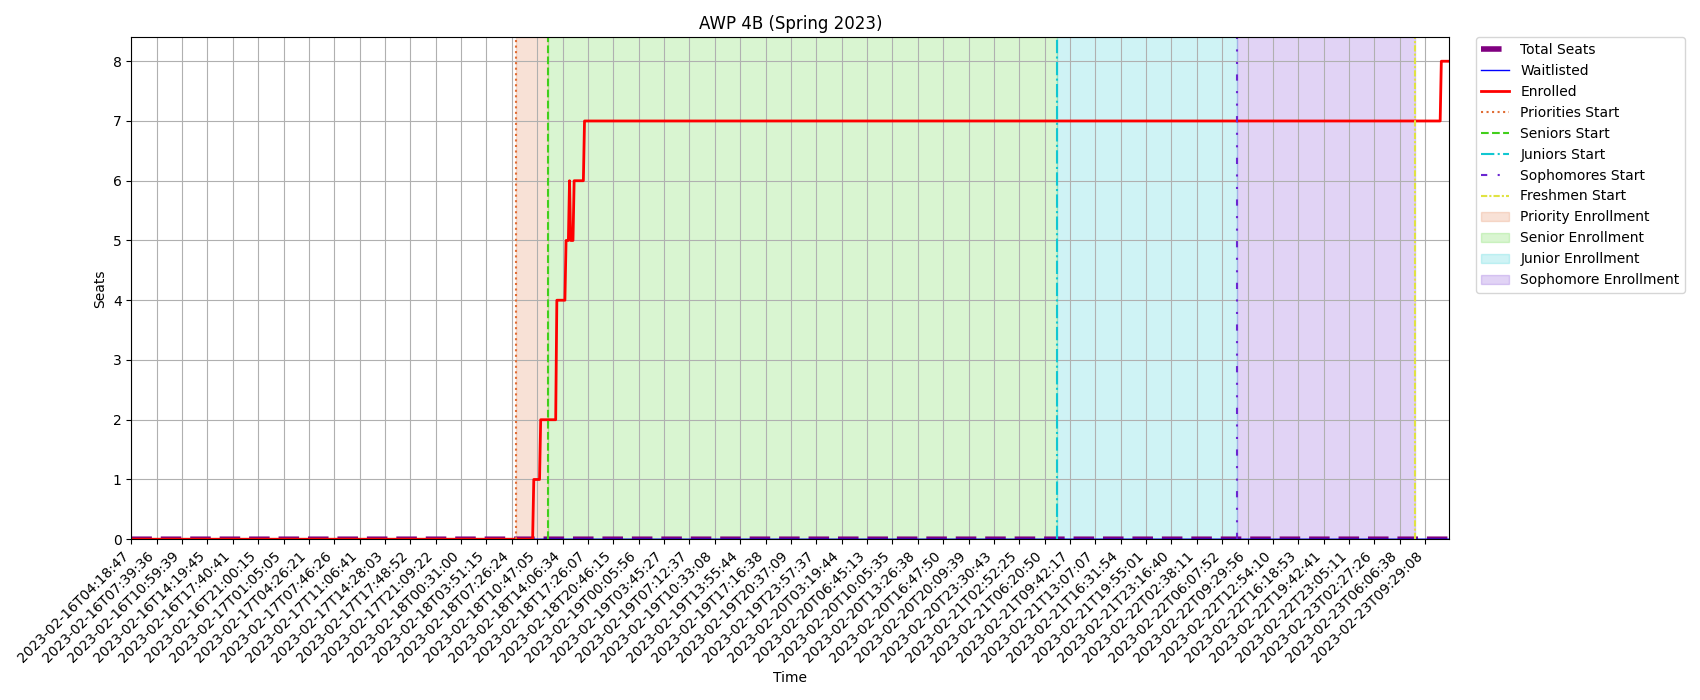 AWP 4B (Spring 2023)
Seats
8
7
6
5
4
3
2
1
0
2023-02-16T04:18:47
2023-02-16T07:39:36
2023-02-16T10:59:39
2023-02-16T14:19:45
2023-02-16T17:40:41
2023-02-16T21:00:15
2023-02-17T01:05:05
2023-02-17T04:26:21
2023-02-17T07:46:26
2023-02-17T11:06:41
2023-02-17T14:28:03
2023-02-17T17:48:52
2023-02-17T21:09:22
2023-02-18T00:31:00
2023-02-18T03:51:15
2023-02-18T07:26:24
2023-02-18T10:47:05
2023-02-18T14:06:34
2023-02-18T17:26:07
2023-02-18T20:46:15
2023-02-19T00:05:56
2023-02-19T03:45:27
2023-02-19T07:12:37
2023-02-19T10:33:08
2023-02-19T13:55:44
2023-02-19T17:16:38
2023-02-19T20:37:09
2023-02-19T23:57:37
2023-02-20T03:19:44
2023-02-20T06:45:13
2023-02-20T10:05:35
2023-02-20T13:26:38
2023-02-20T16:47:50
2023-02-20T20:09:39
2023-02-20T23:30:43
2023-02-21T02:52:25
2023-02-21T06:20:50
2023-02-21T09:42:17
2023-02-21T13:07:07
2023-02-21T16:31:54
2023-02-21T19:55:01
2023-02-21T23:16:40
2023-02-22T02:38:11
2023-02-22T06:07:52
2023-02-22T09:29:56
2023-02-22T12:54:10
2023-02-22T16:18:53
2023-02-22T19:42:41
2023-02-22T23:05:11
2023-02-23T02:27:26
2023-02-23T06:06:38
2023-02-23T09:29:08
Time
Total Seats
Waitlisted
Enrolled
Priorities Start
Seniors Start
Juniors Start
Sophomores Start
Freshmen Start
Priority Enrollment
Senior Enrollment
Junior Enrollment
Sophomore Enrollment